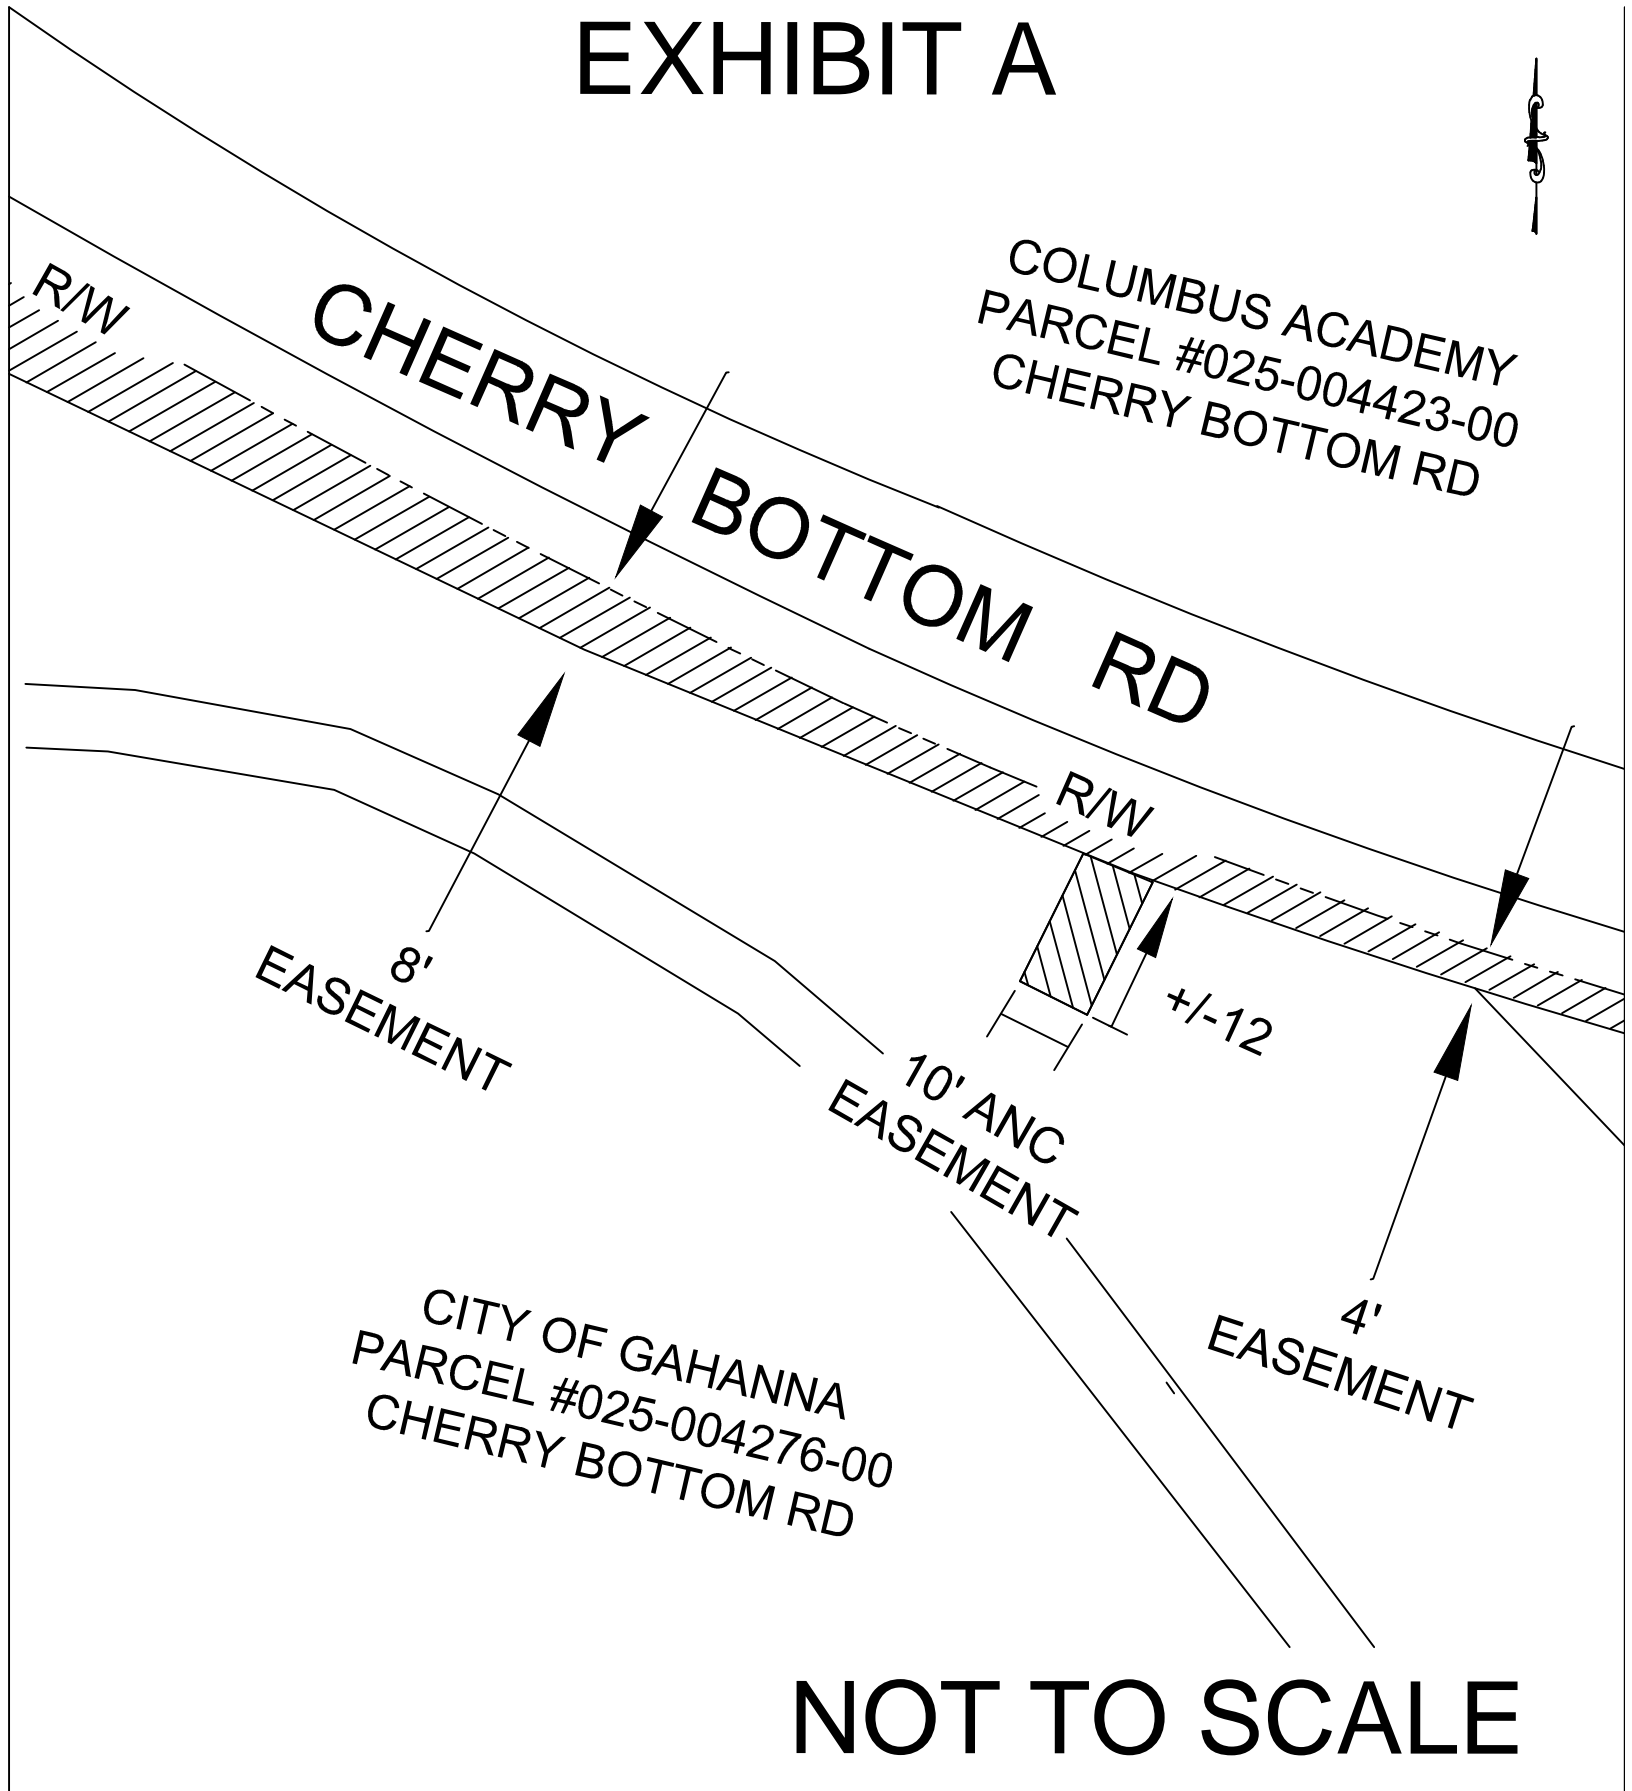 EXHIBIT A
COLUMBUS ACADEMY
PARCEL #025-004423-00
CHERRY BOTTOM RD
R/W
CHERRY BOTTOM RD
R/W
8'
EASEMENT
+/-12
10' ANC
EASEMENT
4'
EASEMENT
CITY OF GAHANNA
PARCEL #025-004276-00
CHERRY BOTTOM RD
NOT TO SCALE